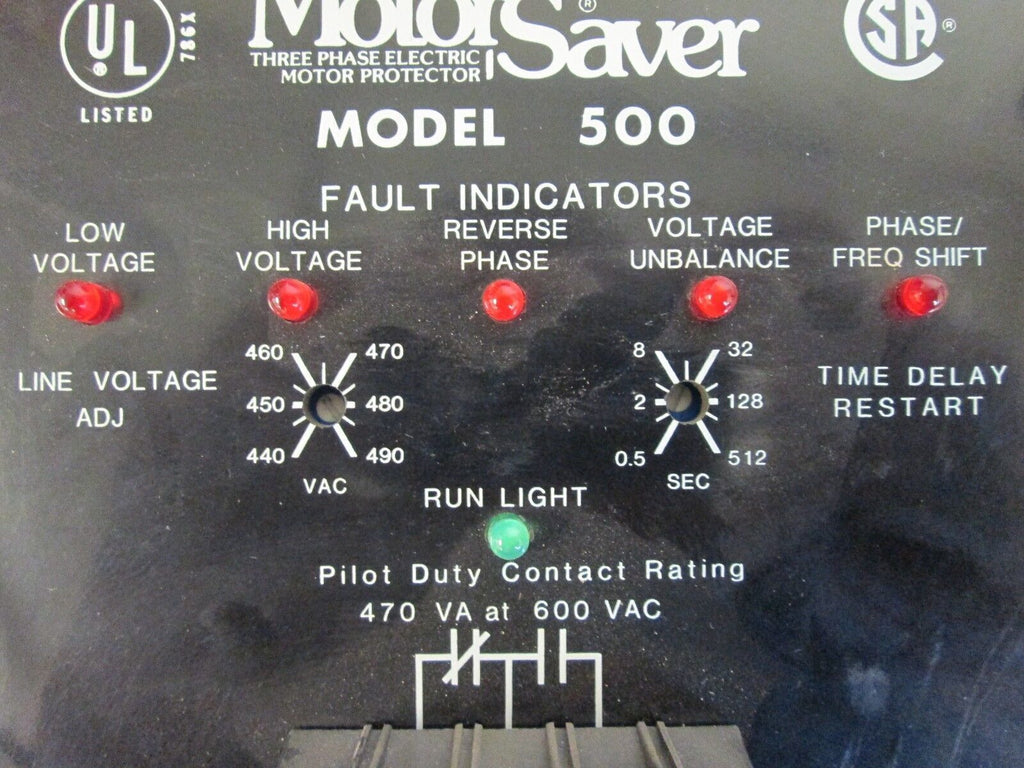 UL
®
786X
LISTED
MotorSaver®
THREE PHASE ELECTRIC
MOTOR PROTECTOR
SA®
MODEL 500
FAULT INDICATORS
LOW
VOLTAGE
HIGH
VOLTAGE
REVERSE
PHASE
VOLTAGE
UNBALANCE
PHASE/
FREQ SHIFT
LINE VOLTAGE
ADJ
460 470
450 480
440 490
VAC
8 32
2 128
0.5 512
SEC
TIME DELAY
RESTART
RUN LIGHT
Pilot Duty Contact Rating
470 VA at 600 VAC